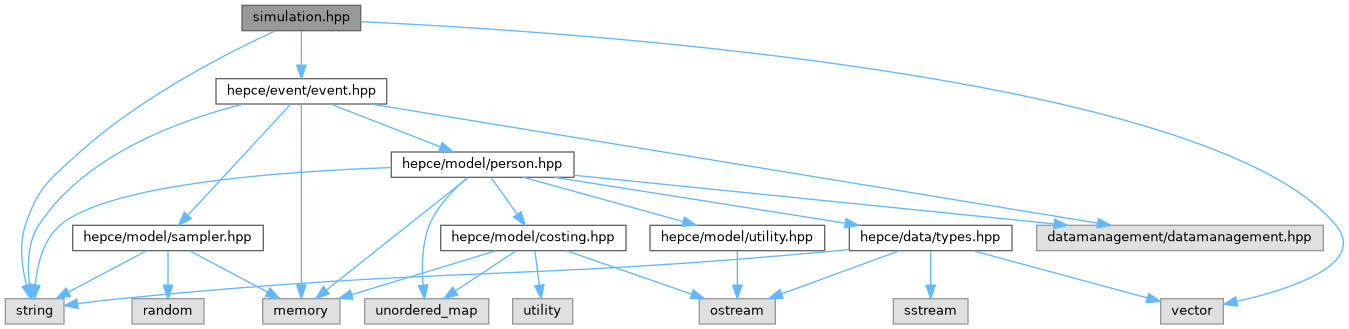 simulation.hpp
hepce/event/event.hpp
hepce/model/person.hpp
hepce/model/sampler.hpp
hepce/model/costing.hpp
hepce/model/utility.hpp
hepce/data/types.hpp
datamanagement/datamanagement.hpp
string
random
memory
unordered_map
utility
ostream
sstream
vector